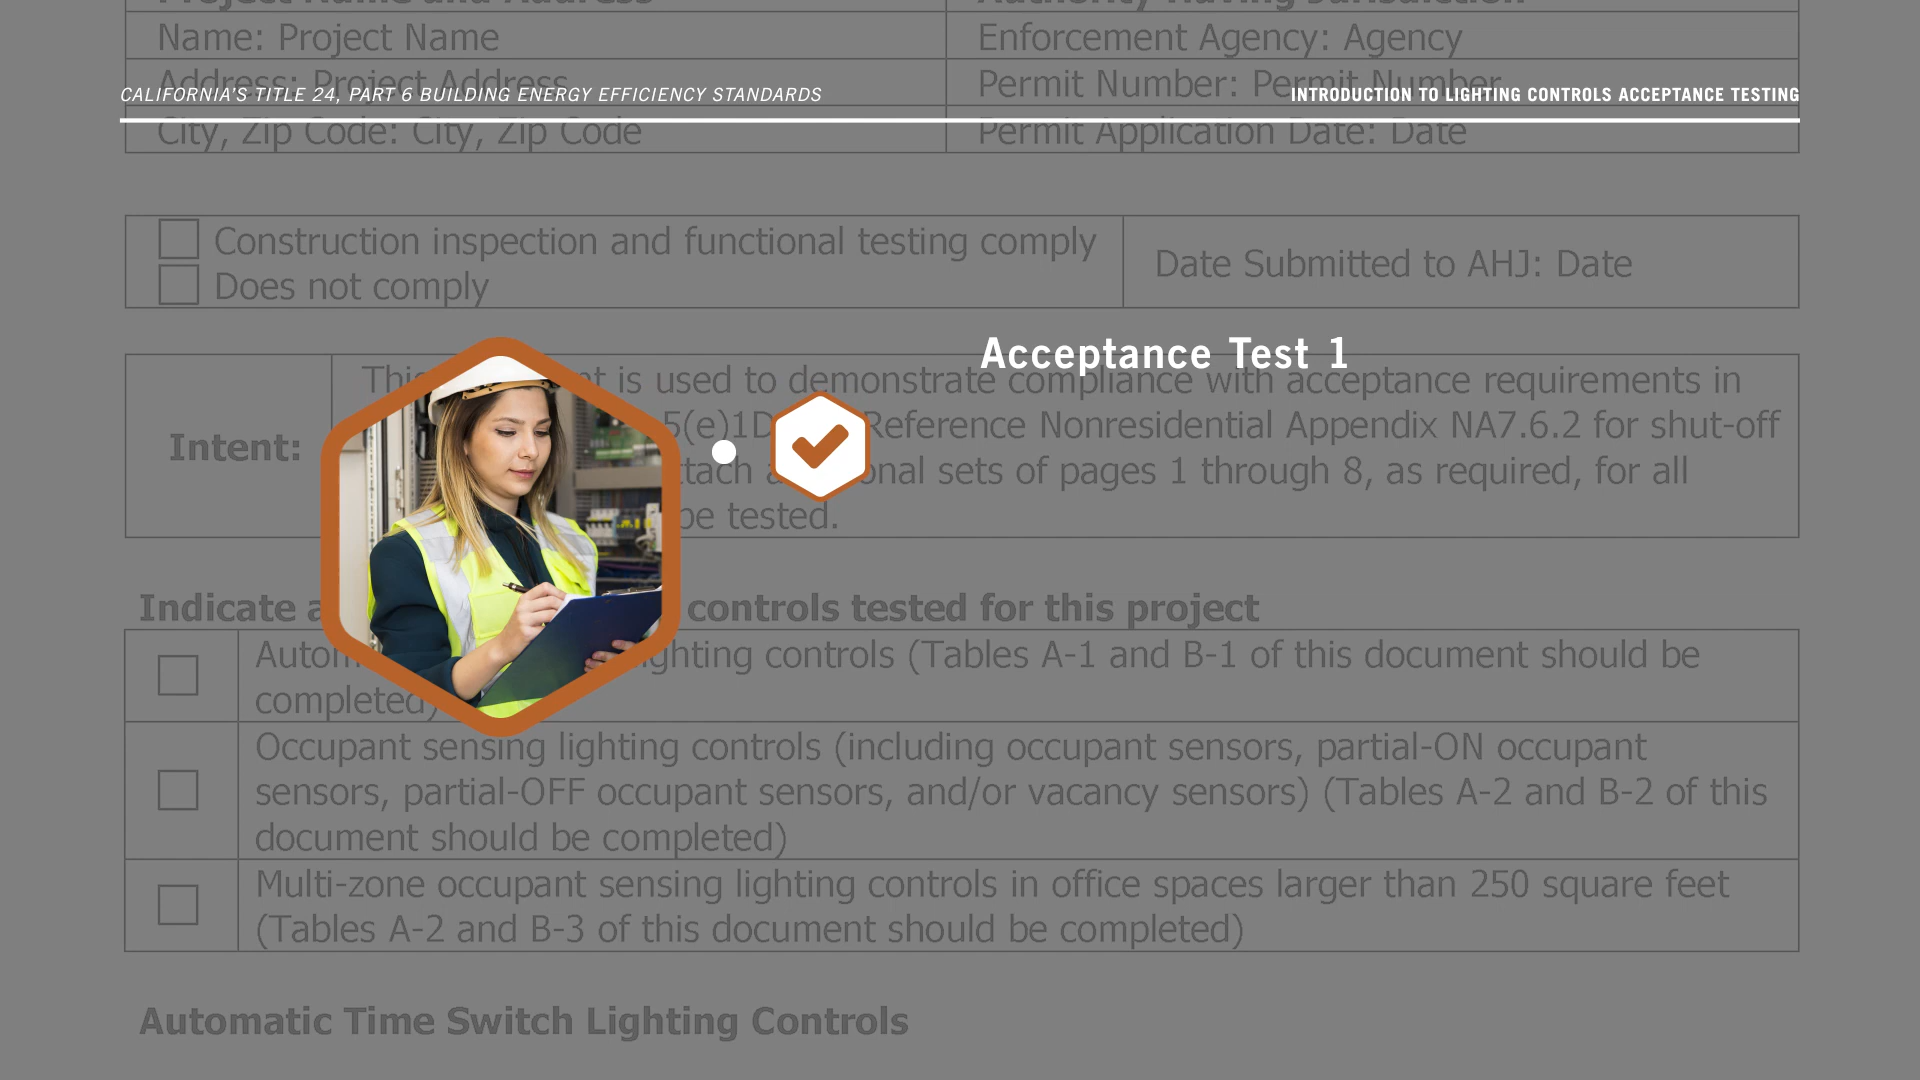 Name: Project Name
Enforcement Agency: Agency
Address: Project Address
Permit Number: Permit Number
CALIFORNIA'S TITLE 24, PART 6 BUILDING ENERGY EFFICIENCY STANDARDS
INTRODUCTION TO LIGHTING CONTROLS ACCEPTANCE TESTING
City, Zip Code: City, Zip Code
Permit Application Date: Date
Construction inspection and functional testing comply
Does not comply
Date Submitted to AHJ: Date
Acceptance Test 1
Intent:
This is used to demonstrate compliance with acceptance requirements in
Reference Nonresidential Appendix NA7.6.2 for shut-off
sets of pages 1 through 8, as required, for all
be tested.
Indicate controls tested for this project
lighting controls (Tables A-1 and B-1 of this document should be
completed)
Occupant sensing lighting controls (including occupant sensors, partial-ON occupant
sensors, partial-OFF occupant sensors, and/or vacancy sensors) (Tables A-2 and B-2 of this
document should be completed)
Multi-zone occupant sensing lighting controls in office spaces larger than 250 square feet
(Tables A-2 and B-3 of this document should be completed)
Automatic Time Switch Lighting Controls